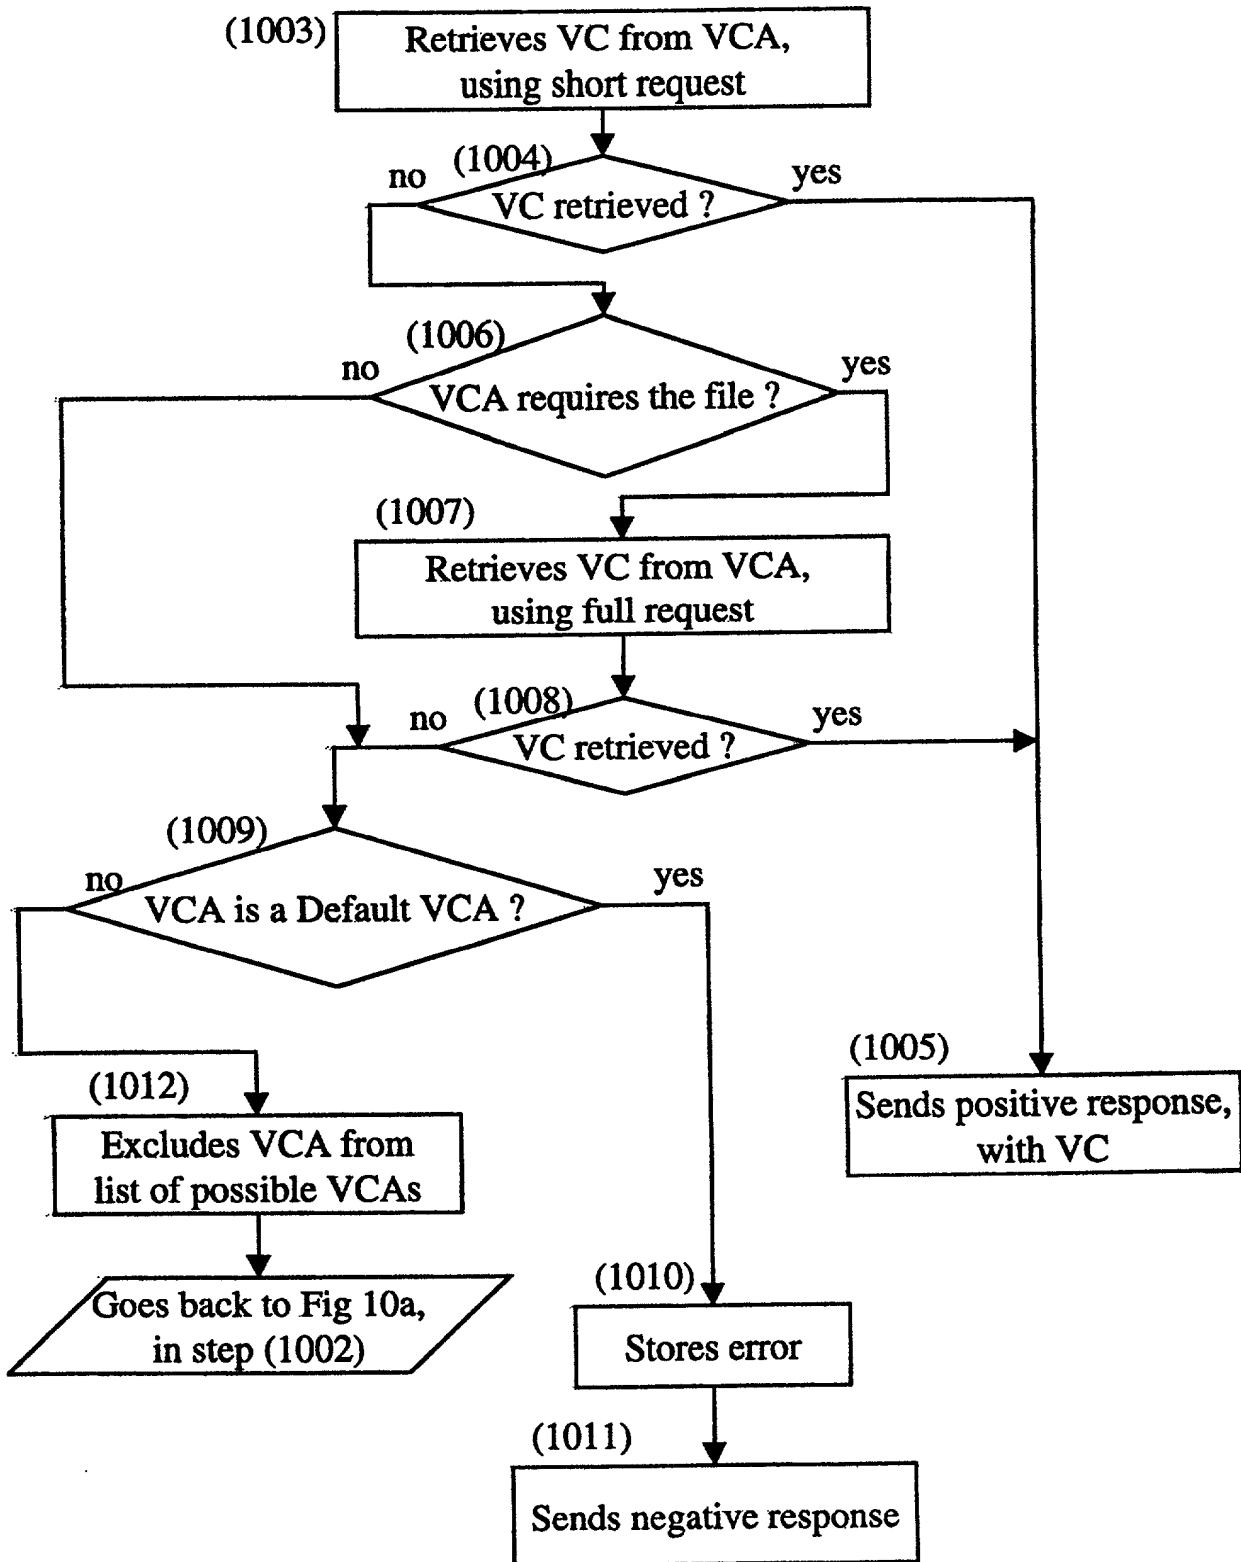 (1003)
Retrieves VC from VCA,
using short request
(1004)
no
yes
VC retrieved ?
(1006)
no
yes
VCA requires the file ?
(1007)
Retrieves VC from VCA,
using full request
(1008)
no
yes
VC retrieved ?
(1009)
no
yes
VCA is a Default VCA ?
(1005)
Sends positive response,
with VC
(1012)
Excludes VCA from
list of possible VCAs
Goes back to Fig 10a,
in step (1002)
(1010)
Stores error
(1011)
Sends negative response